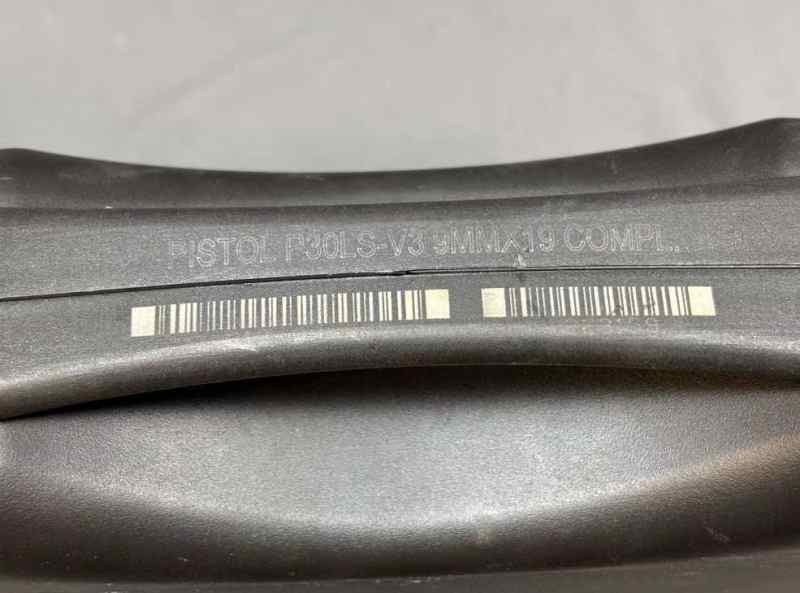 PISTOL P30LS-V3 9MMX19 COMPL.